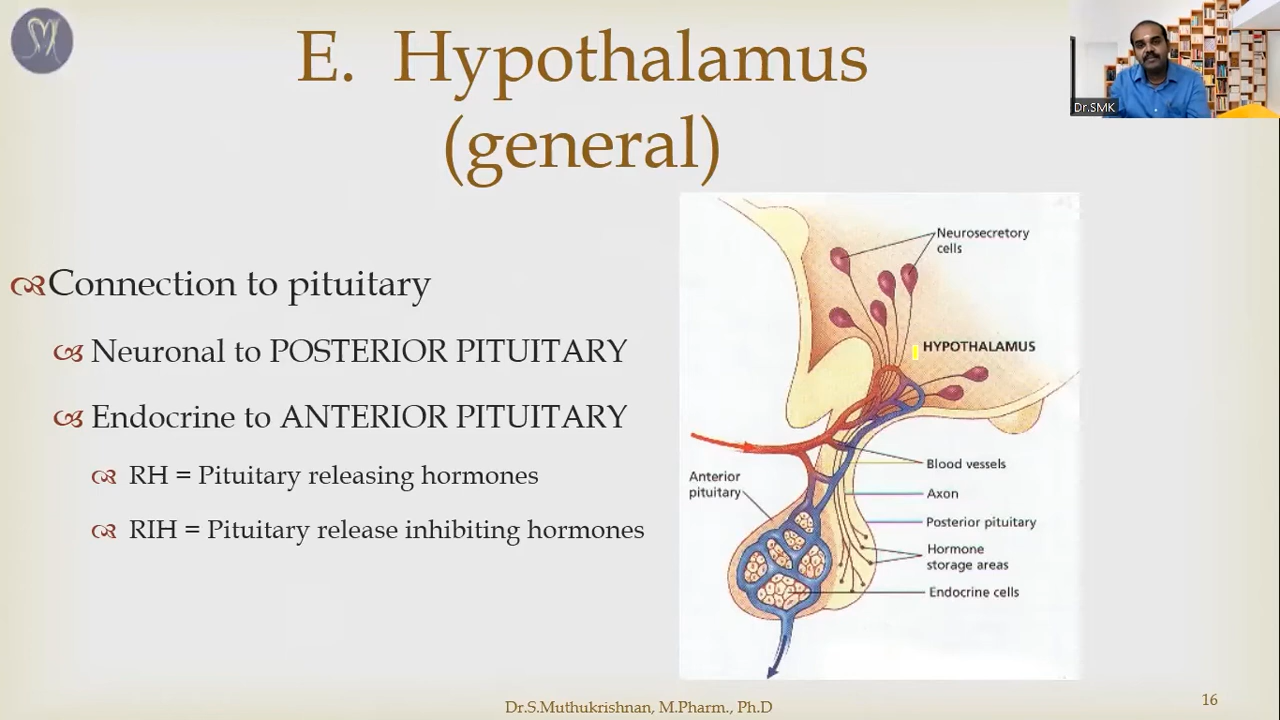 SM
E. Hypothalamus
(general)
Dr.SMK
Connection to pituitary
Neuronal to POSTERIOR PITUITARY
Endocrine to ANTERIOR PITUITARY
RH = Pituitary releasing hormones
RIH = Pituitary release inhibiting hormones
Neurosecretory
cells
HYPOTHALAMUS
Blood vessels
Anterior
pituitary
Axon
Posterior pituitary
Hormone
storage areas
Endocrine cells
Dr.S.Muthukrishnan, M.Pharm., Ph.D
16